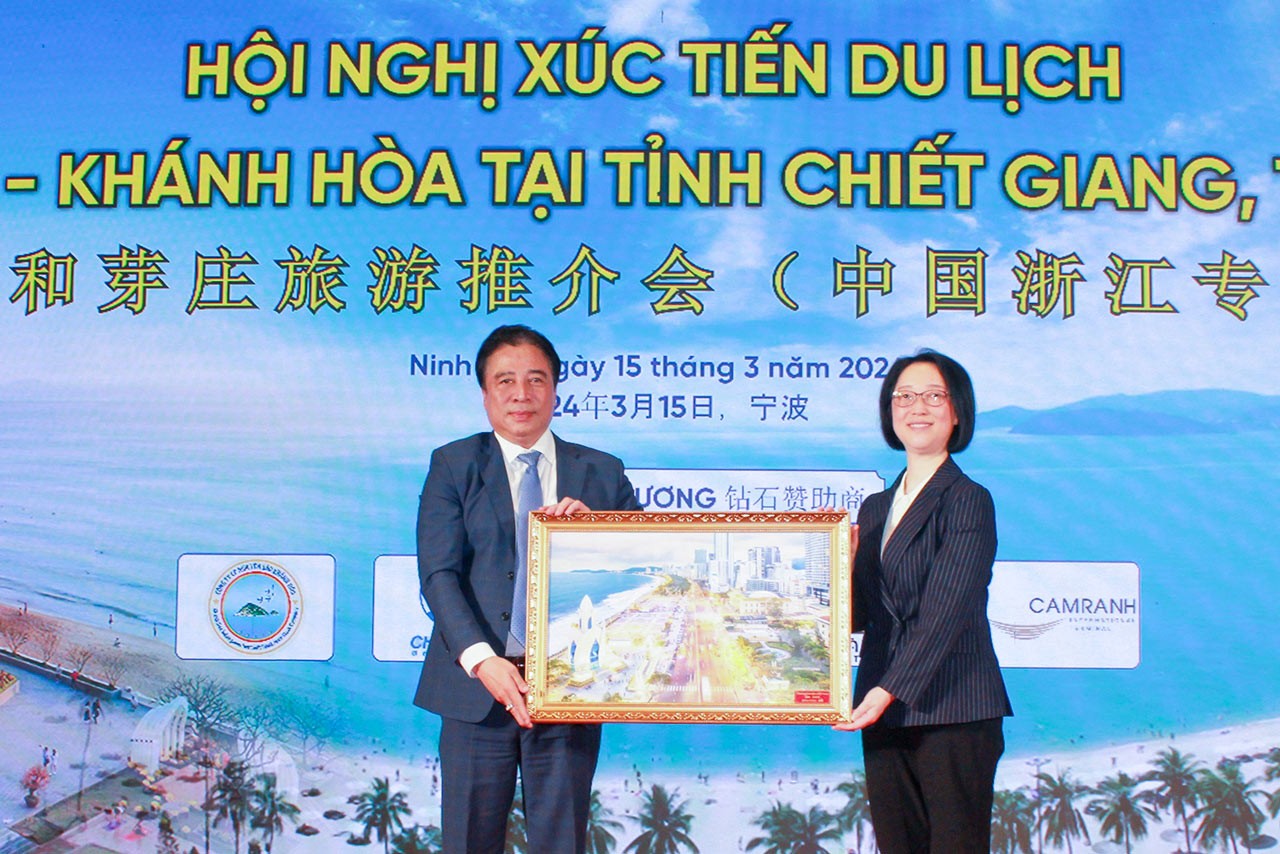 HỘI NGHỊ XÚC TIẾN DU LỊCH
- KHÁNH HÒA TẠI TỈNH CHIẾT GIANG,
和芽庄旅游推介会（中国浙江专
Ninh ngày 15 tháng 3 năm 202
24年3月15日，宁波
ƯƠNG 钻石赞助商
CAMRANH